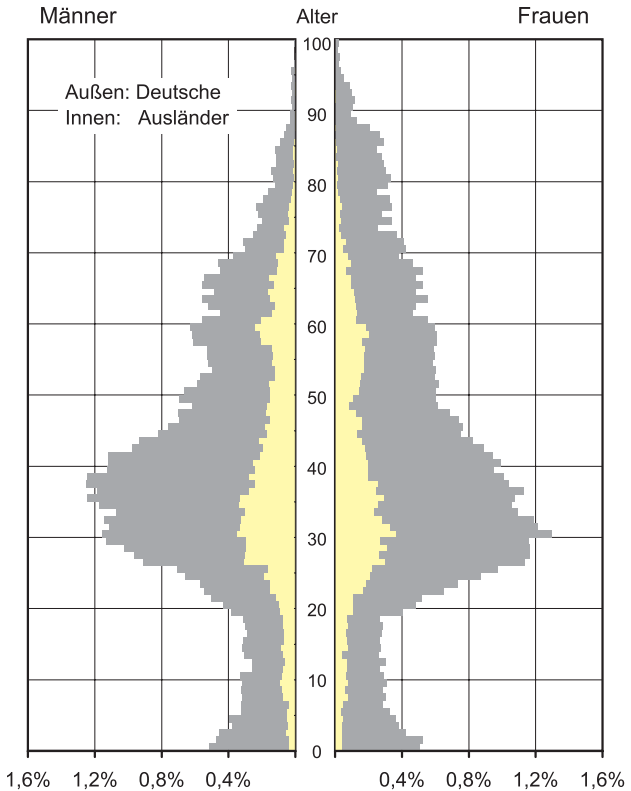 Männer Alter Frauen
100
Außen: Deutsche
Innen: Ausländer
90
80
70
60
50
40
30
20
10
0
1,6% 1,2% 0,8% 0,4% 0,4% 0,8% 1,2% 1,6%